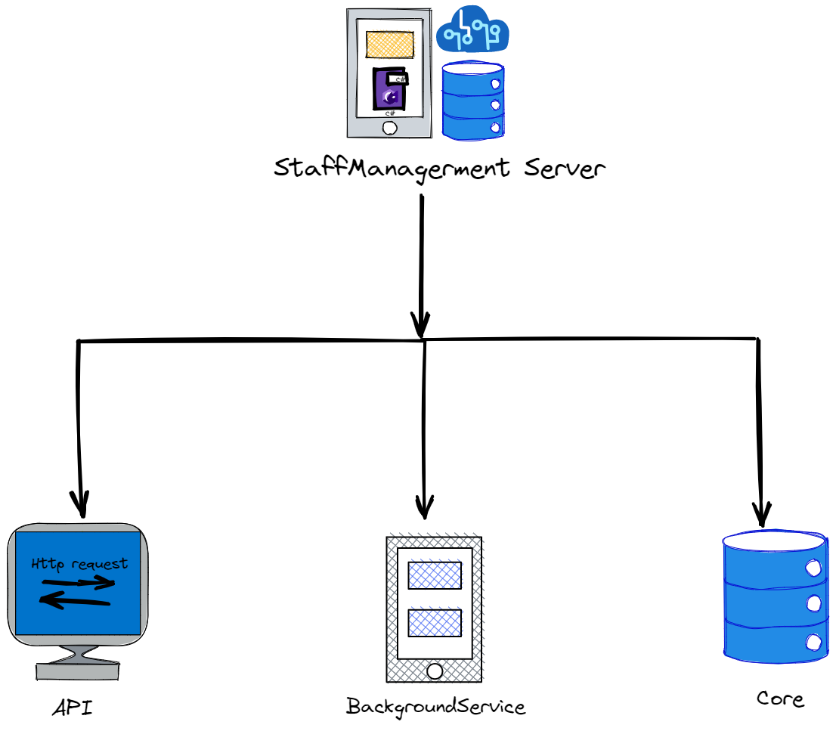 c#
c#
StaffManagerment Server
Http request
API
BackgroundService
Core